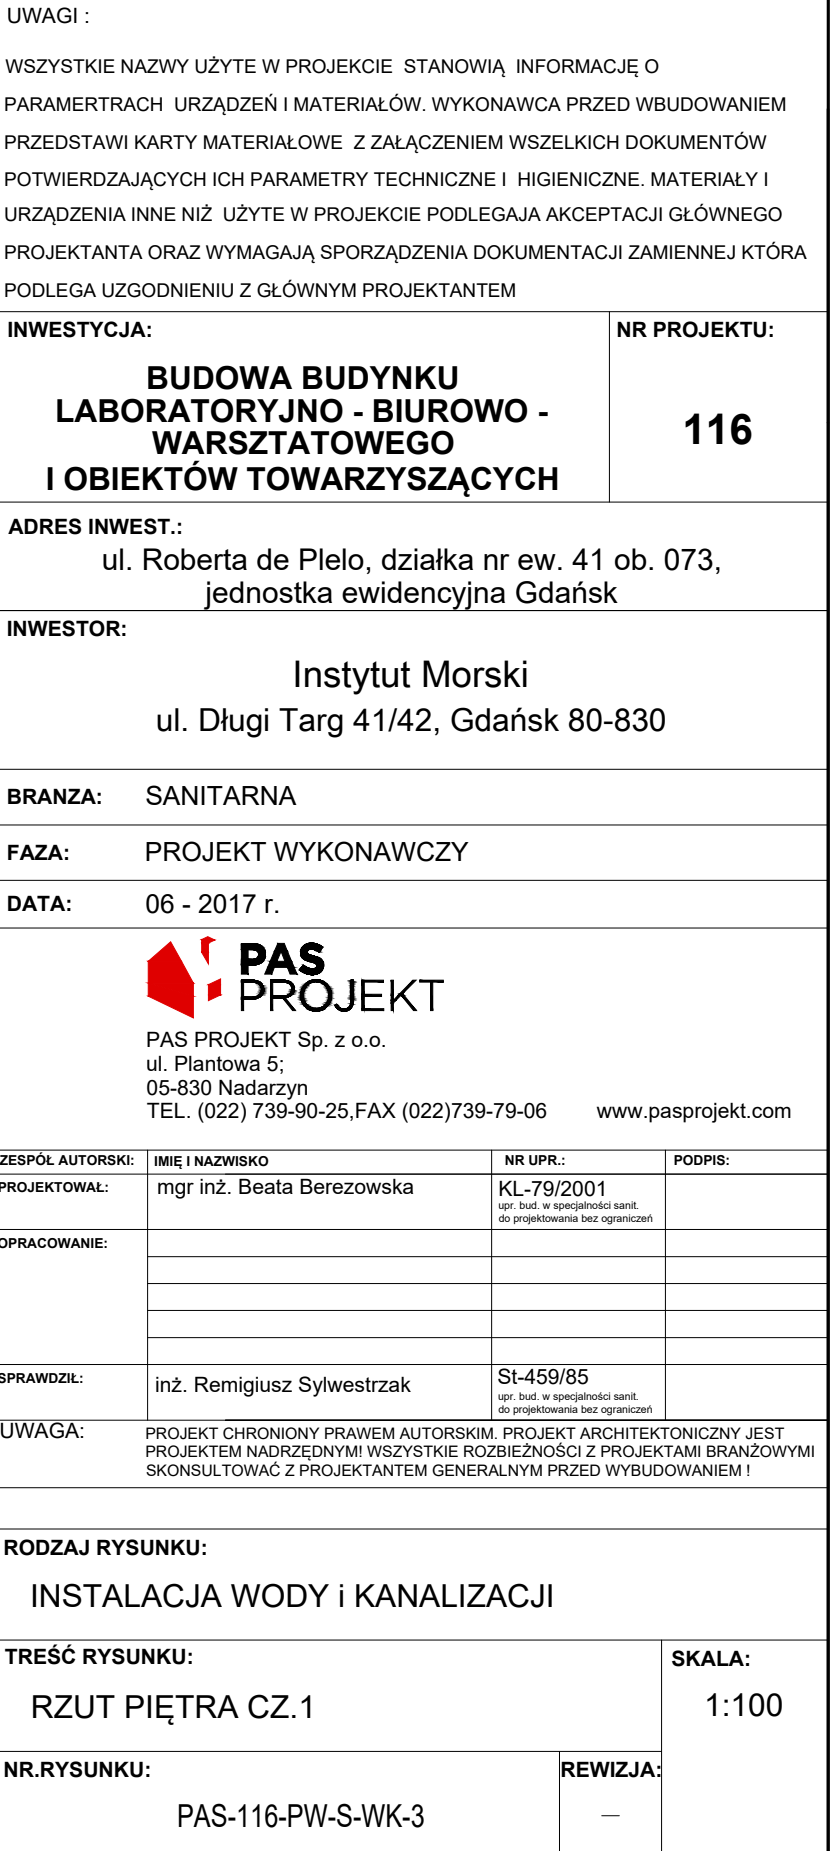 UWAGI :
WSZYSTKIE NAZWY UŻYTE W PROJEKCIE STANOWIĄ INFORMACJĘ O
PARAMERTRACH URZĄDZEŃ I MATERIAŁÓW. WYKONAWCA PRZED WBUDOWANIEM
PRZEDSTAWI KARTY MATERIAŁOWE Z ZAŁĄCZENIEM WSZELKICH DOKUMENTÓW
POTWIERDZAJĄCYCH ICH PARAMETRY TECHNICZNE I HIGIENICZNE. MATERIAŁY I
URZĄDZENIA INNE NIŻ UŻYTE W PROJEKCIE PODLEGAJA AKCEPTACJI GŁÓWNEGO
PROJEKTANTA ORAZ WYMAGAJĄ SPORZĄDZENIA DOKUMENTACJI ZAMIENNEJ KTÓRA
PODLEGA UZGODNIENIU Z GŁÓWNYM PROJEKTANTEM
INWESTYCJA:
BUDOWA BUDYNKU
LABORATORYJNO - BIUROWO -
WARSZTATOWEGO
I OBIEKTÓW TOWARZYSZĄCYCH
NR PROJEKTU:
116
ADRES INWEST.:
ul. Roberta de Plelo, działka nr ew. 41 ob. 073,
jednostka ewidencyjna Gdańsk
INWESTOR:
Instytut Morski
ul. Długi Targ 41/42, Gdańsk 80-830
BRANZA: SANITARNA
FAZA: PROJEKT WYKONAWCZY
DATA: 06 - 2017 r.
PAS
PROJEKT
PAS PROJEKT Sp. z o.o.
ul. Plantowa 5;
05-830 Nadarzyn
TEL. (022) 739-90-25,FAX (022)739-79-06 www.pasprojekt.com
ZESPÓŁ AUTORSKI: IMIĘ I NAZWISKO NR UPR.: PODPIS:
PROJEKTOWAŁ: mgr inż. Beata Berezowska KL-79/2001
upr. bud. w specjalności sanit.
do projektowania bez ograniczeń
OPRACOWANIE:
SPRAWDZIŁ: inż. Remigiusz Sylwestrzak St-459/85
upr. bud. w specjalności sanit.
do projektowania bez ograniczeń
UWAGA: PROJEKT CHRONIONY PRAWEM AUTORSKIM. PROJEKT ARCHITEKTONICZNY JEST
PROJEKTEM NADRZĘDNYM! WSZYSTKIE ROZBIEŻNOŚCI Z PROJEKTAMI BRANŻOWYMI
SKONSULTOWAĆ Z PROJEKTANTEM GENERALNYM PRZED WYBUDOWANIEM !
RODZAJ RYSUNKU:
INSTALACJA WODY i KANALIZACJI
TREŚĆ RYSUNKU:
RZUT PIĘTRA CZ.1
SKALA:
1:100
NR.RYSUNKU:
PAS-116-PW-S-WK-3
REWIZJA:
—